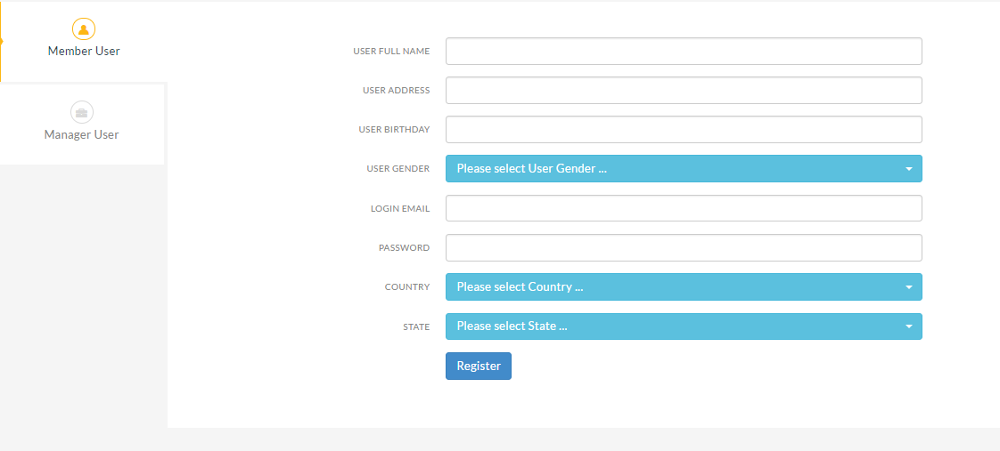 Member User
Manager User
USER FULL NAME
USER ADDRESS
USER BIRTHDAY
USER GENDER Please select User Gender ...
LOGIN EMAIL
PASSWORD
COUNTRY Please select Country ...
STATE Please select State ...
Register